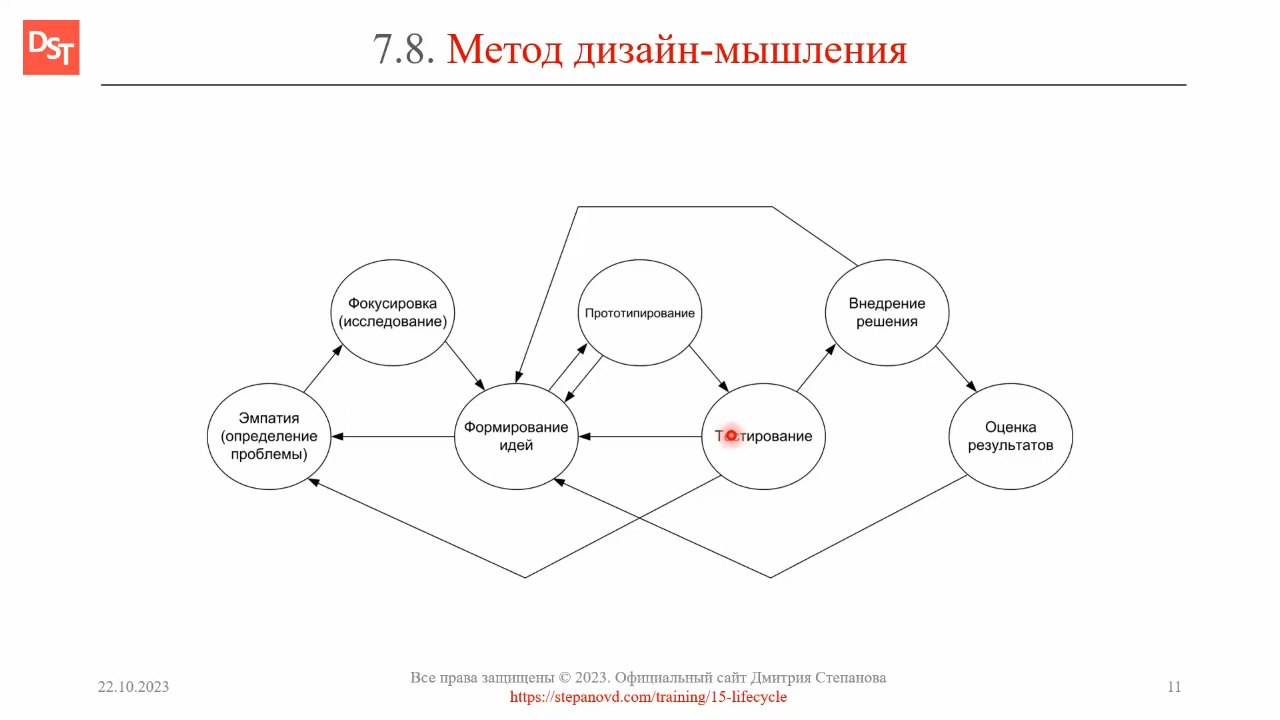 DST
7.8. Метод дизайн-мышления
Фокусировка
(исследование)
Прототипирование
Внедрение
решения
Эмпатия
(определение
проблемы)
Формирование
идей
Тестирование
Оценка
результатов
22.10.2023
Все права защищены © 2023. Официальный сайт Дмитрия Степанова
https://stepanovd.com/training/15-lifecycle
11